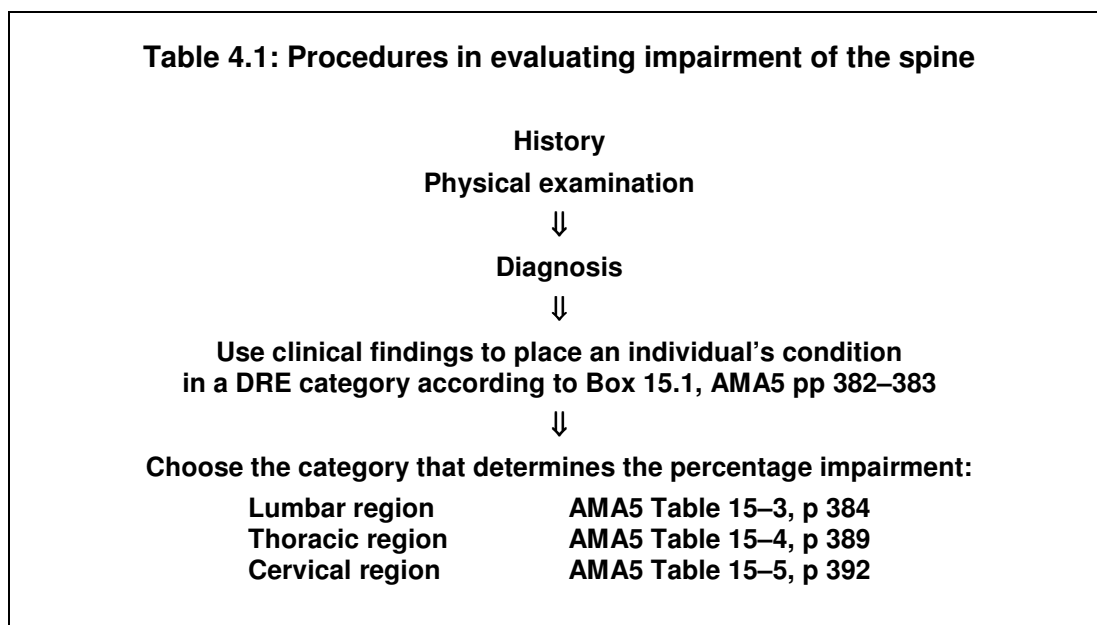 Table 4.1: Procedures in evaluating impairment of the spine
History
Physical examination
⇓
Diagnosis
⇓
Use clinical findings to place an individual’s condition
in a DRE category according to Box 15.1, AMA5 pp 382–383
⇓
Choose the category that determines the percentage impairment:
Lumbar region AMA5 Table 15–3, p 384
Thoracic region AMA5 Table 15–4, p 389
Cervical region AMA5 Table 15–5, p 392